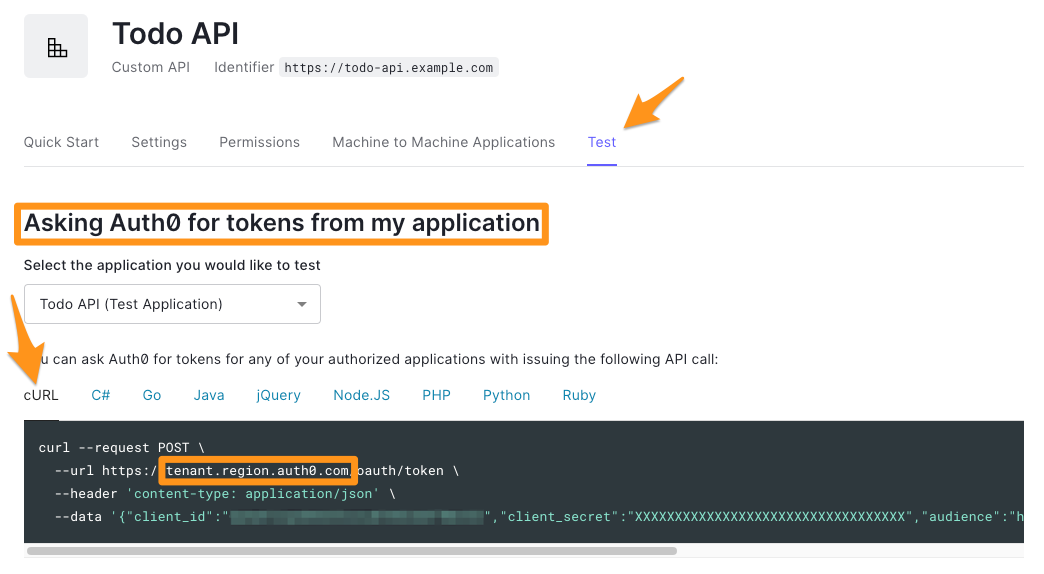 Todo API
Custom API Identifier https://todo-api.example.com
Quick Start Settings Permissions Machine to Machine Applications Test
Asking Auth0 for tokens from my application
Select the application you would like to test
Todo API (Test Application)
can ask Auth0 for tokens for any of your authorized applications with issuing the following API call:
cURL C# Go Java jQuery Node.JS PHP Python Ruby
curl --request POST \
--url https:/ tenant.region.auth0.com/oauth/token \
--header 'content-type: application/json' \
--data '{"client_id":" ","client_secret":"XXXXXXXXXXXXXXXXXXXXXXXXXXXXXXXXXX","audience":"h